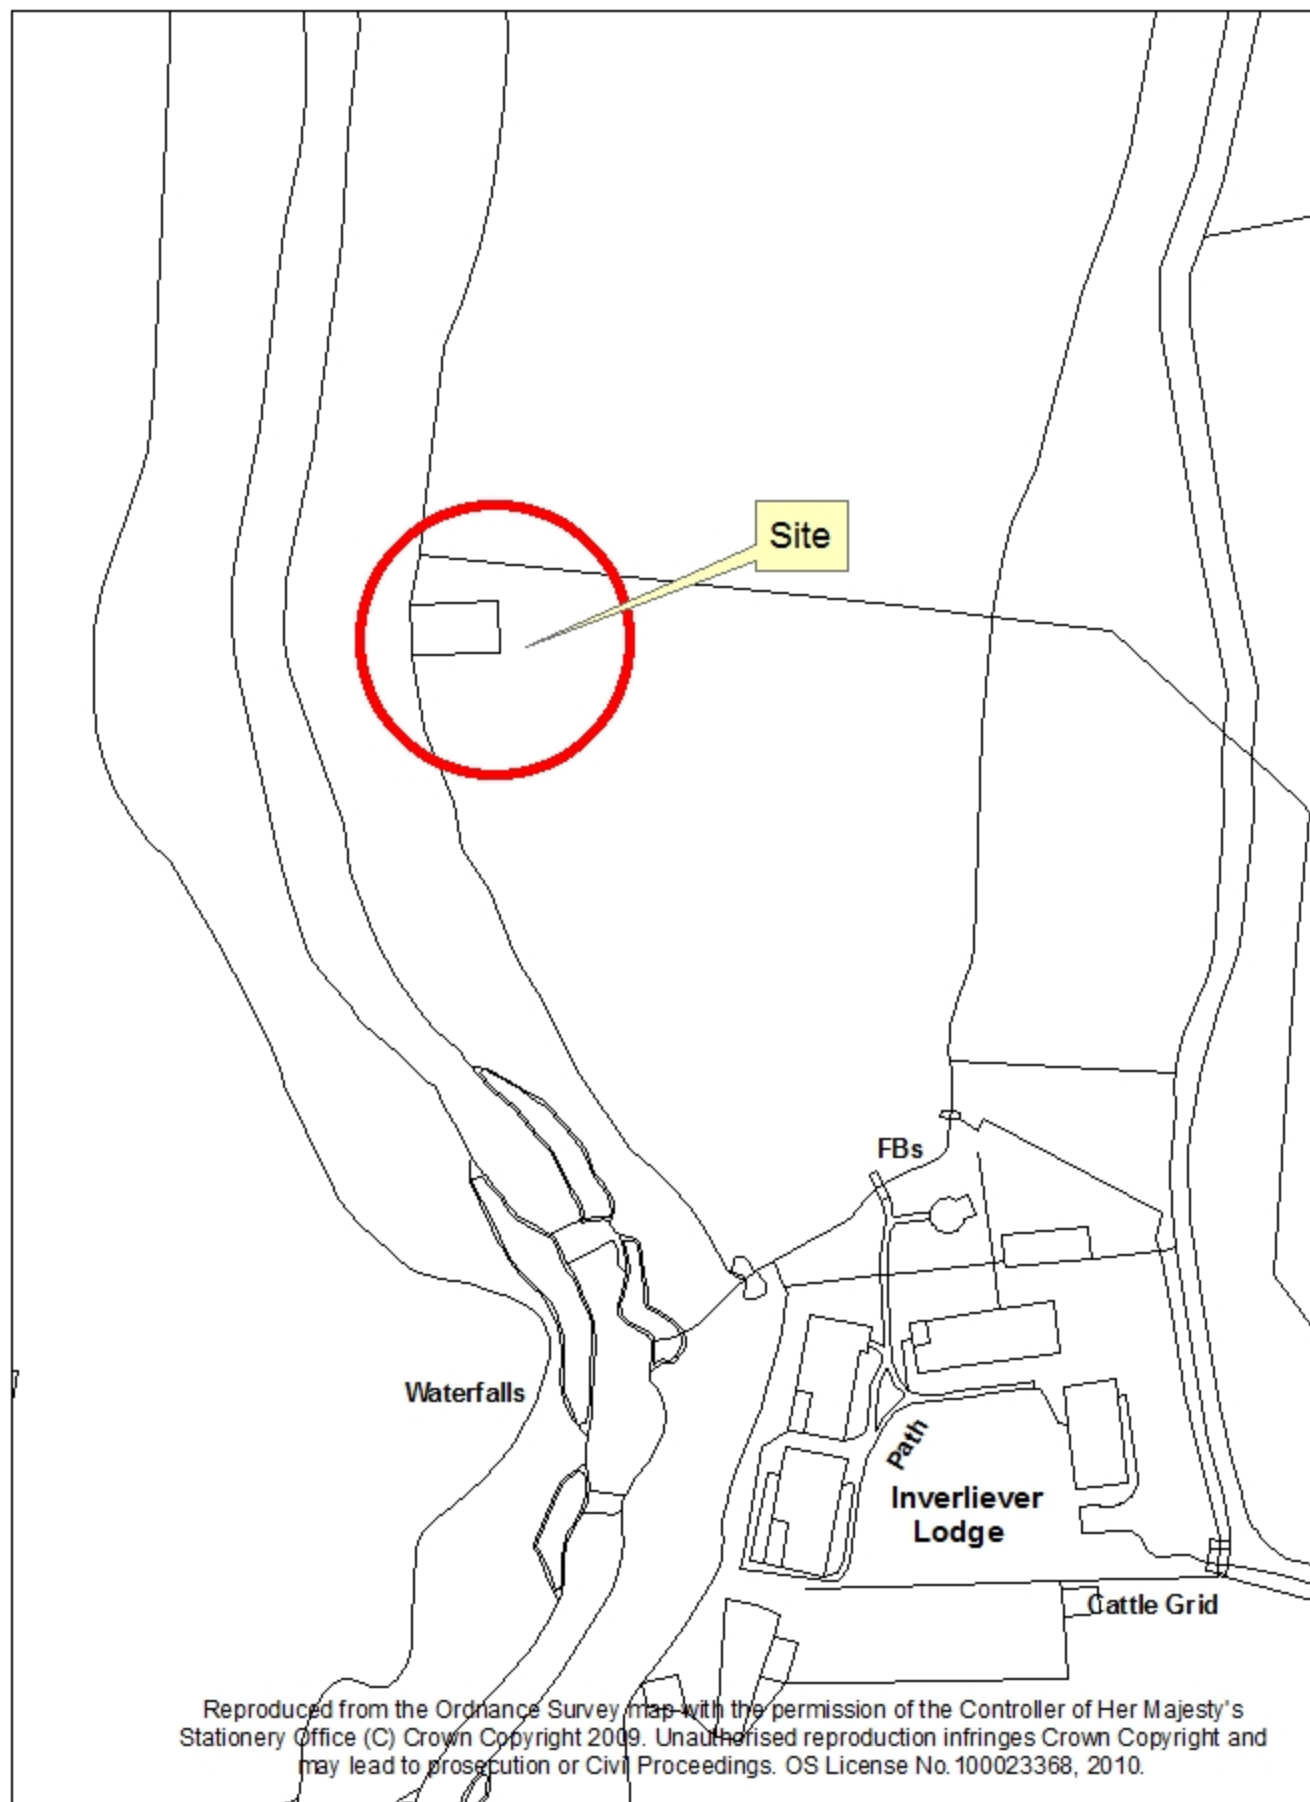 Site
FBs
Waterfalls
Path
Inverliever
Lodge
Cattle Grid
Reproduced from the Ordnance Survey map with the permission of the Controller of Her Majesty's
Stationery Office (C) Crown Copyright 2009. Unauthorised reproduction infringes Crown Copyright and
may lead to prosecution or Civil Proceedings. OS License No.100023368, 2010.